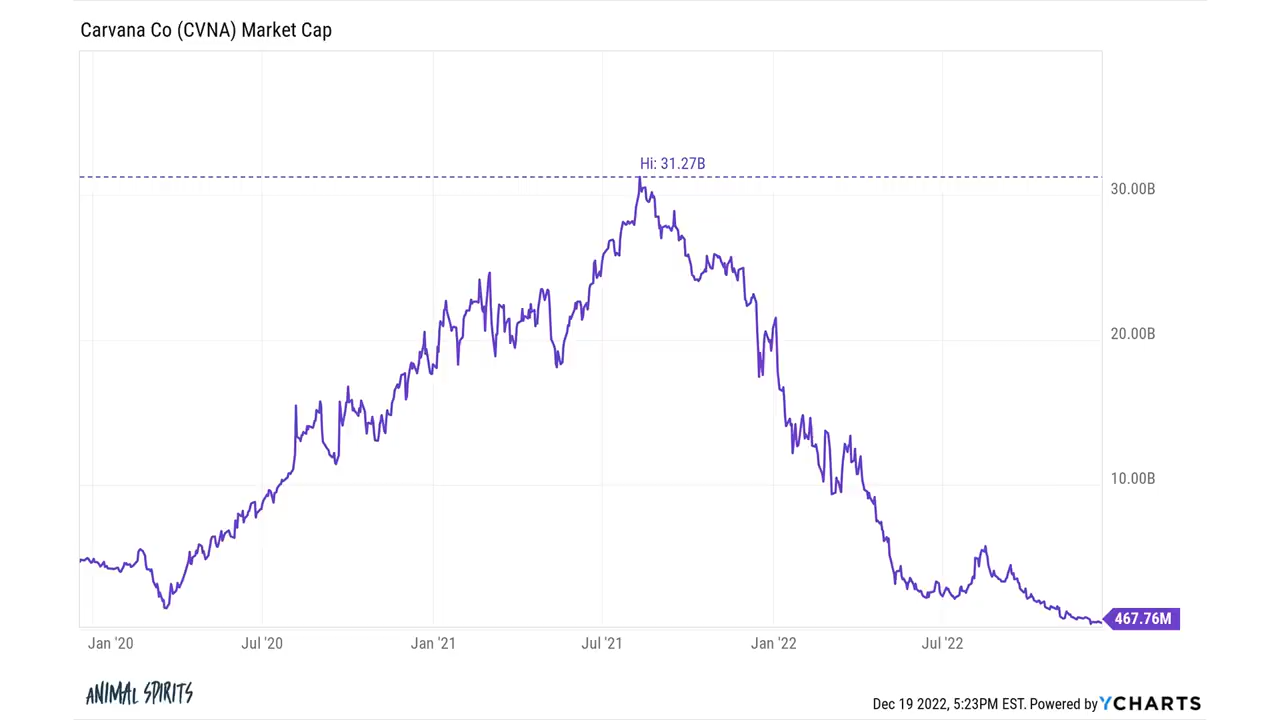 Carvana Co (CVNA) Market Cap
Hi: 31.27B
30.00B
20.00B
10.00B
467.76M
Jan '20
Jul '20
Jan '21
Jul '21
Jan '22
Jul '22
ANIMAL SPIRITS
Dec 19 2022, 5:23PM EST. Powered by YCHARTS